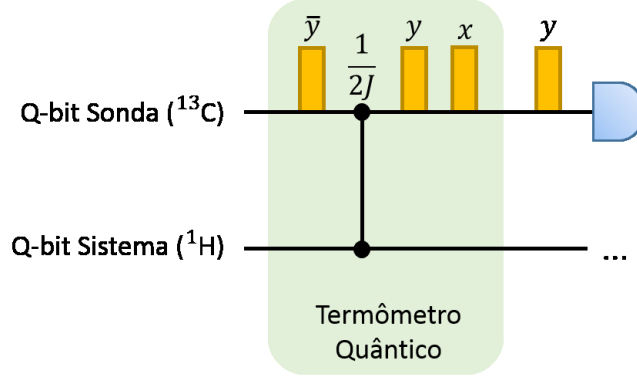 ȳ 1/2J y x y
Q-bit Sonda (¹³C)
Q-bit Sistema (¹H) ...
Termômetro
Quântico